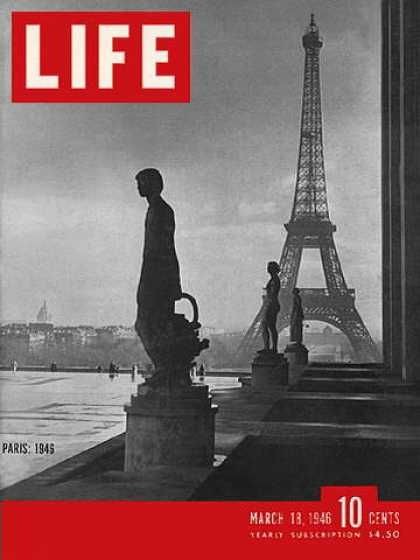 LIFE
PARIS: 1946
MARCH 18, 1946 10 CENTS
YEARLY SUBSCRIPTION $4.50